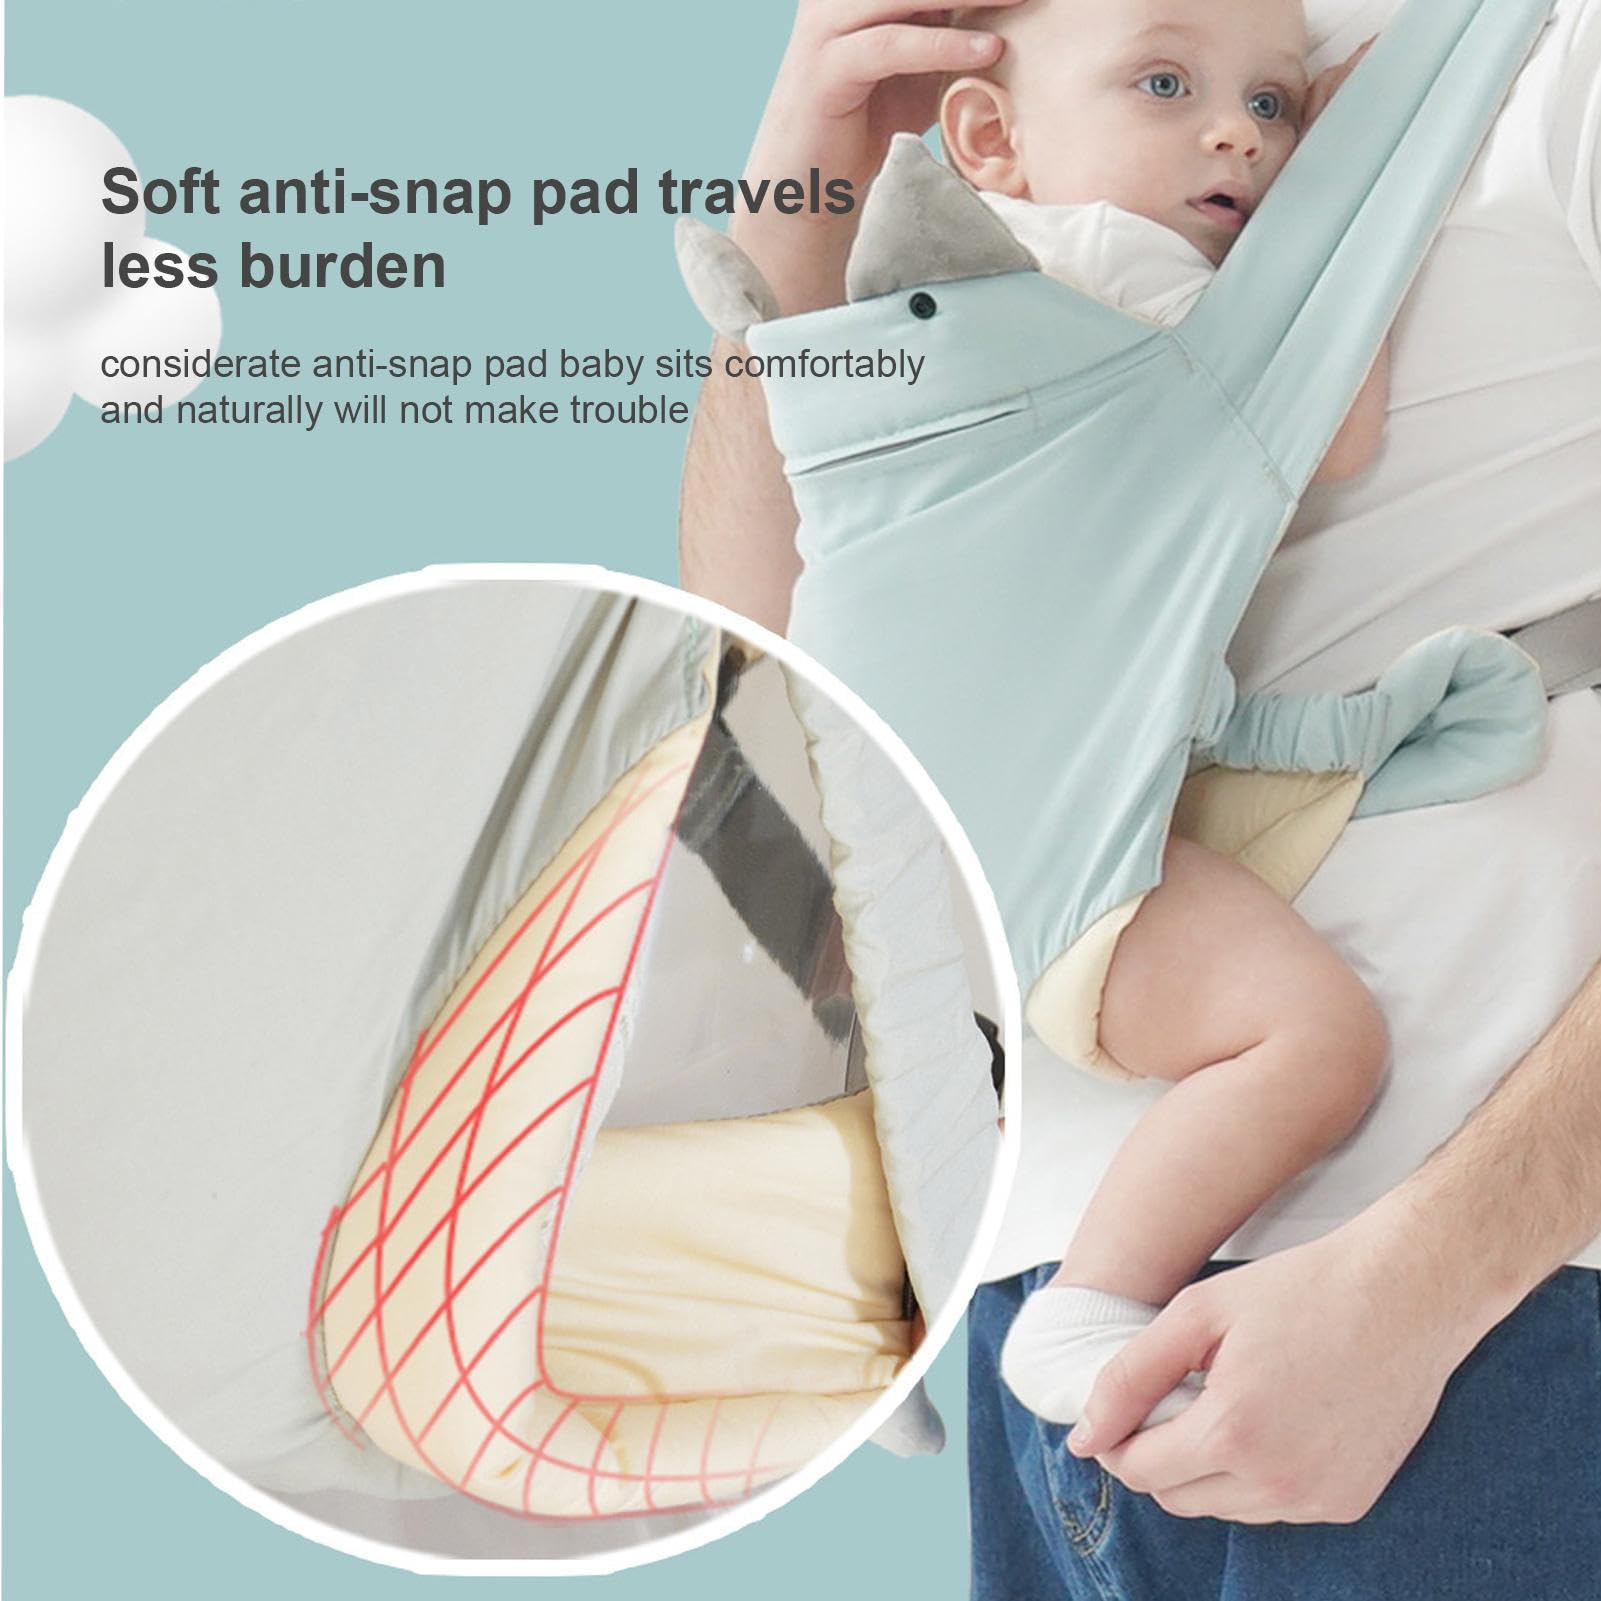 Soft anti-snap pad travels
less burden
considerate anti-snap pad baby sits comfortably
and naturally will not make trouble